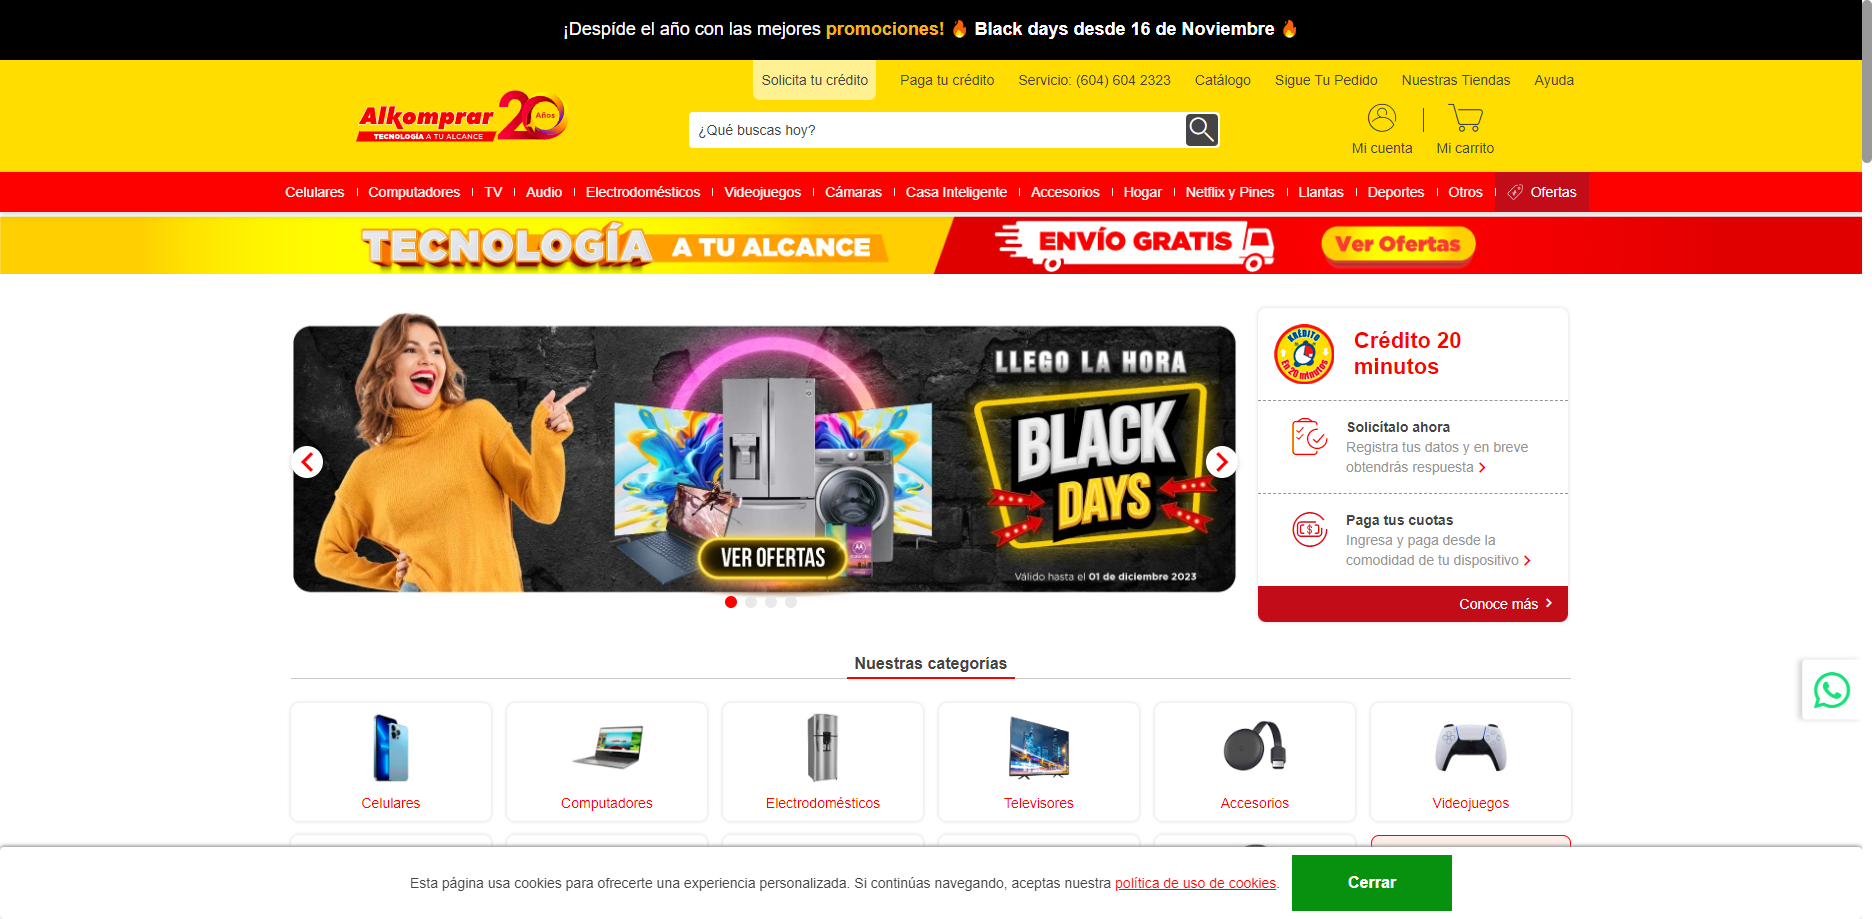 ¡Despíde el año con las mejores promociones! 🔥 Black days desde 16 de Noviembre 🔥
Solicita tu crédito
Paga tu crédito
Servicio: (604) 604 2323
Catálogo
Sigue Tu Pedido
Nuestras Tiendas
Ayuda
Alkomprar 20 Años
TECNOLOGÍA A TU ALCANCE
¿Qué buscas hoy?
Mi cuenta
Mi carrito
Celulares
Computadores
TV
Audio
Electrodomésticos
Videojuegos
Cámaras
Casa Inteligente
Accesorios
Hogar
Netflix y Pines
Llantas
Deportes
Otros
Ofertas
TECNOLOGÍA A TU ALCANCE
ENVÍO GRATIS
Ver Ofertas
LLEGO LA HORA
BLACK
DAYS
VER OFERTAS
Válido hasta el 01 de diciembre 2023
KRÉDITO
En 20 minutos
Crédito 20
minutos
Solicítalo ahora
Registra tus datos y en breve
obtendrás respuesta
Paga tus cuotas
Ingresa y paga desde la
comodidad de tu dispositivo
Conoce más
Nuestras categorías
Celulares
Computadores
Electrodomésticos
Televisores
Accesorios
Videojuegos
Esta página usa cookies para ofrecerte una experiencia personalizada. Si continúas navegando, aceptas nuestra política de uso de cookies.
Cerrar